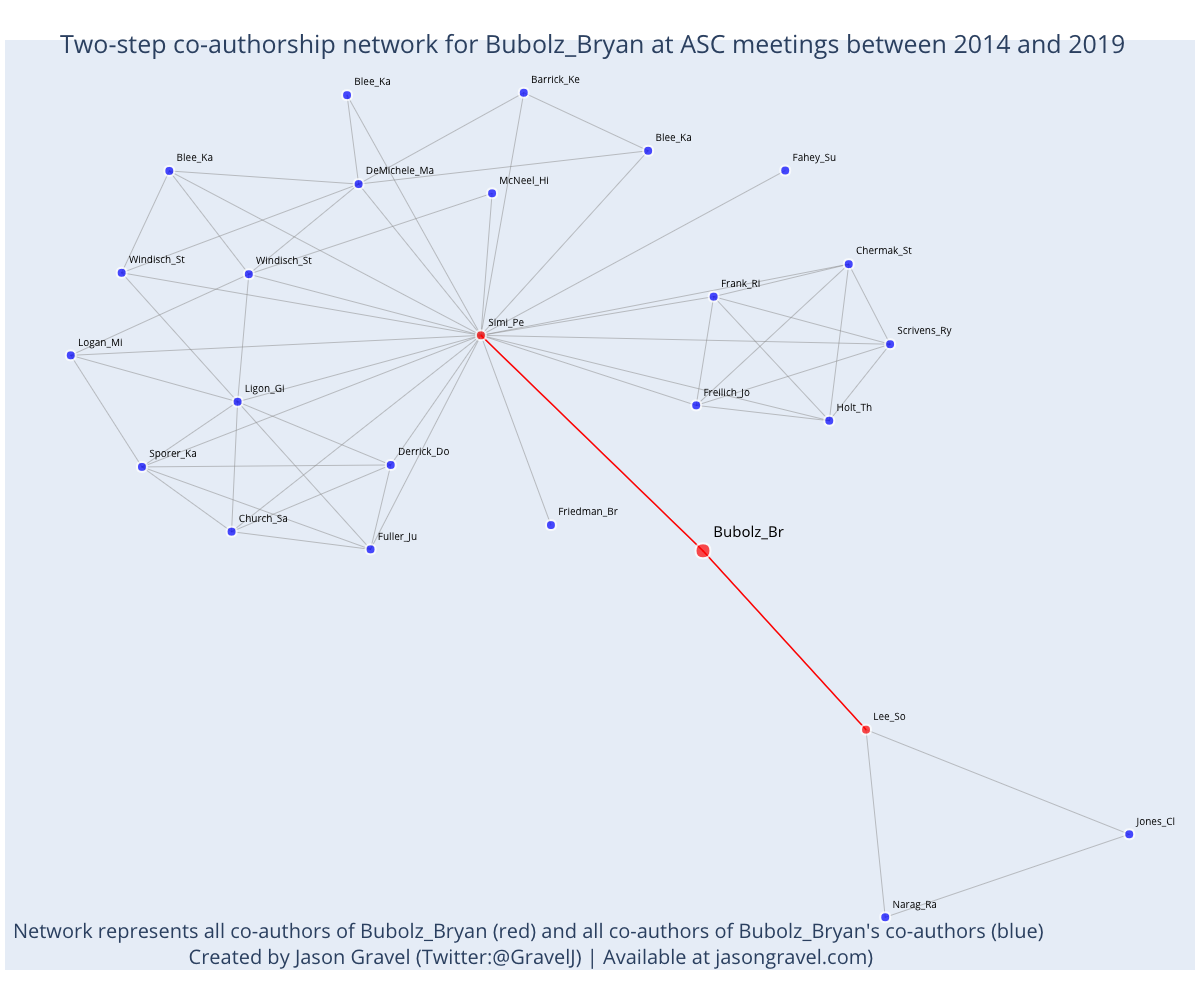 Two-step co-authorship network for Bubolz_Bryan at ASC meetings between 2014 and 2019
Blee_Ka
Barrick_Ke
Blee_Ka
Blee_Ka
Fahey_Su
DeMichele_Ma
McNeel_Hi
Windisch_St
Windisch_St
Chermak_St
Frank_Ri
Simi_Pe
Scrivens_Ry
Logan_Mi
Ligon_Gi
Freilich_Jo
Holt_Th
Sporer_Ka
Derrick_Do
Church_Sa
Friedman_Br
Fuller_Ju
Bubolz_Br
Lee_So
Jones_Cl
Narag_Ra
Network represents all co-authors of Bubolz_Bryan (red) and all co-authors of Bubolz_Bryan's co-authors (blue)
Created by Jason Gravel (Twitter:@GravelJ) | Available at jasongravel.com)